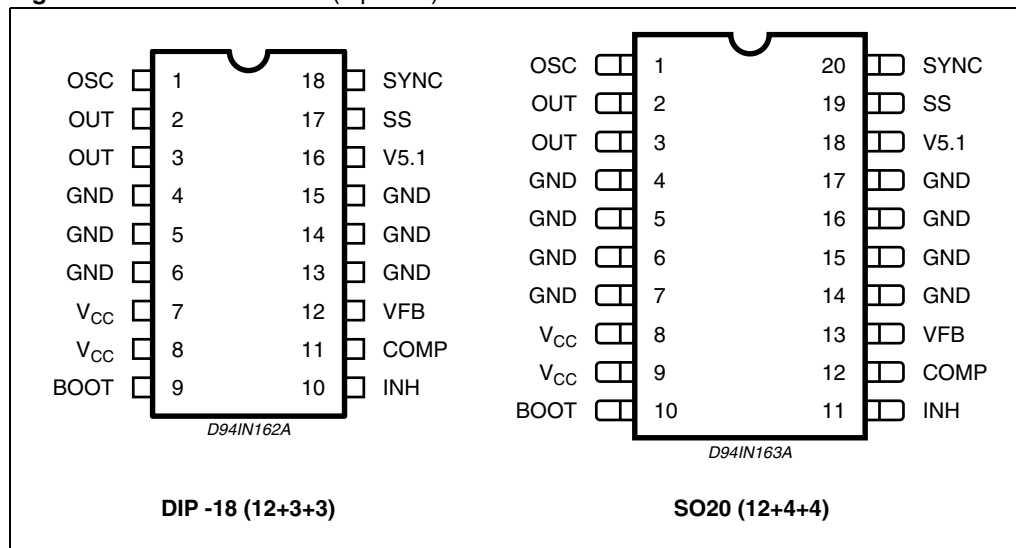 OSC 1 18 SYNC
OUT 2 17 SS
OUT 3 16 V5.1
GND 4 15 GND
GND 5 14 GND
GND 6 13 GND
VCC 7 12 VFB
VCC 8 11 COMP
BOOT 9 10 INH
D94IN162A
DIP -18 (12+3+3)
OSC 1 20 SYNC
OUT 2 19 SS
OUT 3 18 V5.1
GND 4 17 GND
GND 5 16 GND
GND 6 15 GND
GND 7 14 GND
VCC 8 13 VFB
VCC 9 12 COMP
BOOT 10 11 INH
D94IN163A
SO20 (12+4+4)